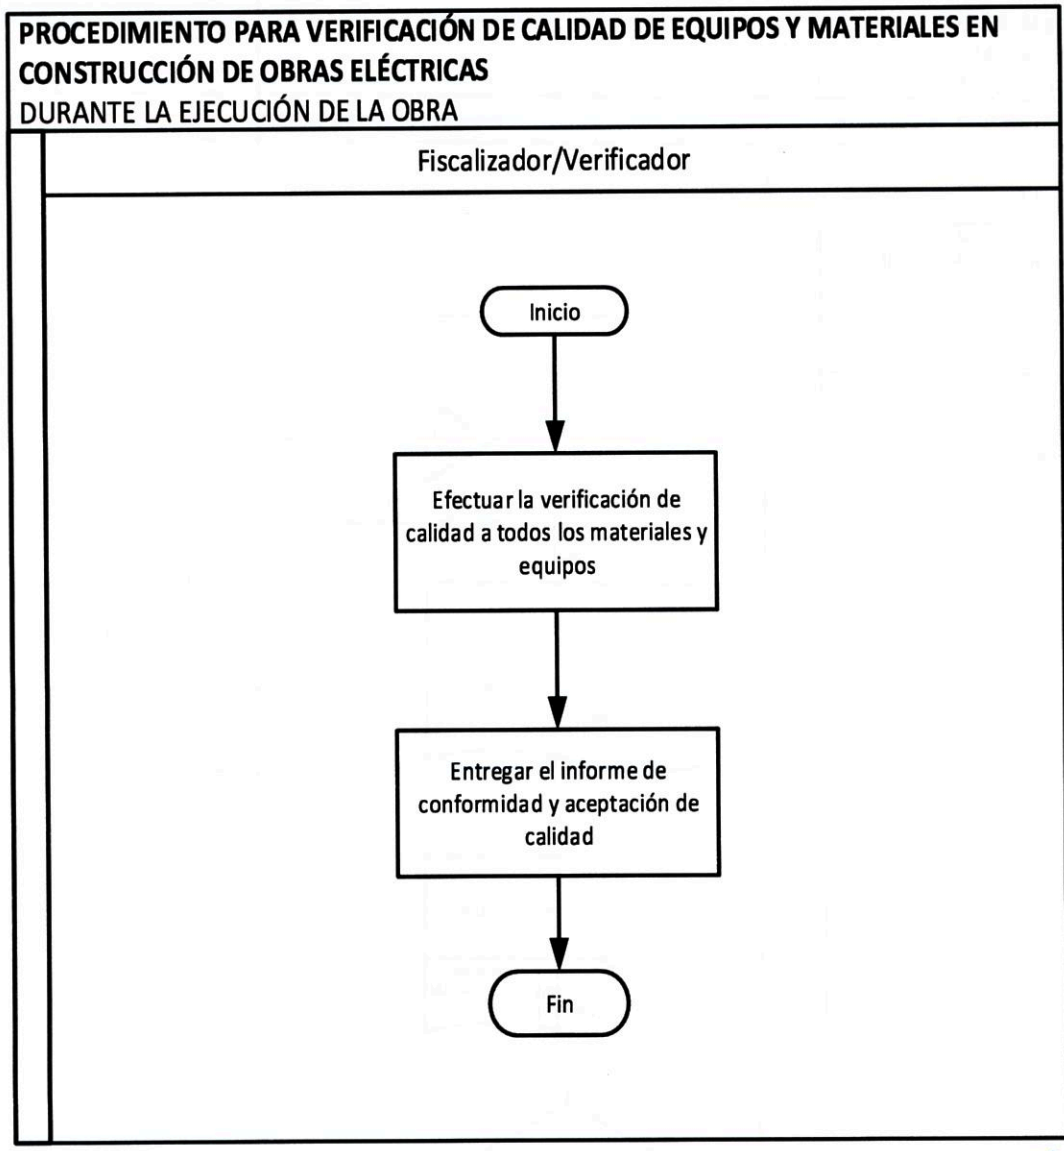 PROCEDIMIENTO PARA VERIFICACIÓN DE CALIDAD DE EQUIPOS Y MATERIALES EN
CONSTRUCCIÓN DE OBRAS ELÉCTRICAS
DURANTE LA EJECUCIÓN DE LA OBRA
Fiscalizador/Verificador
Inicio
Efectuar la verificación de
calidad a todos los materiales y
equipos
Entregar el informe de
conformidad y aceptación de
calidad
Fin